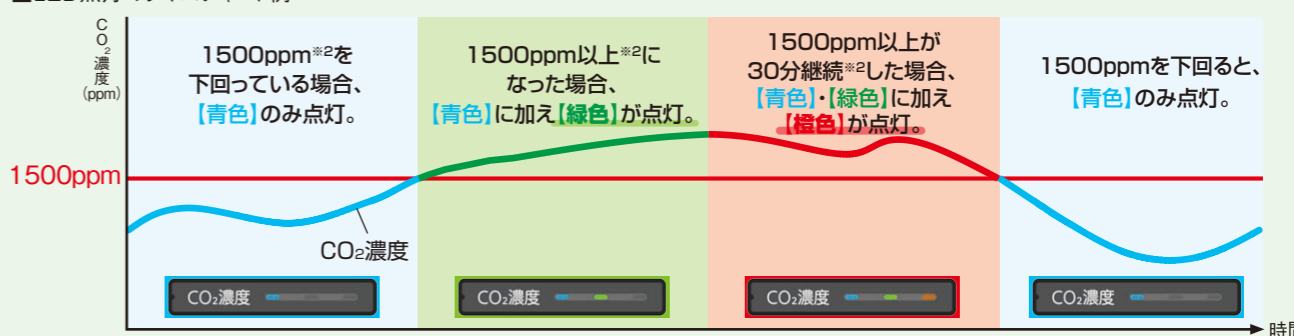 CO₂濃度(ppm)
1500ppm※2を
下回っている場合、
【青色】のみ点灯。
1500ppm以上※2に
なった場合、
【青色】に加え【緑色】が点灯。
1500ppm以上が
30分継続※2した場合、
【青色】・【緑色】に加え
【橙色】が点灯。
1500ppmを下回ると、
【青色】のみ点灯。
1500ppm
CO₂濃度
CO₂濃度
CO₂濃度
CO₂濃度
CO₂濃度
時間